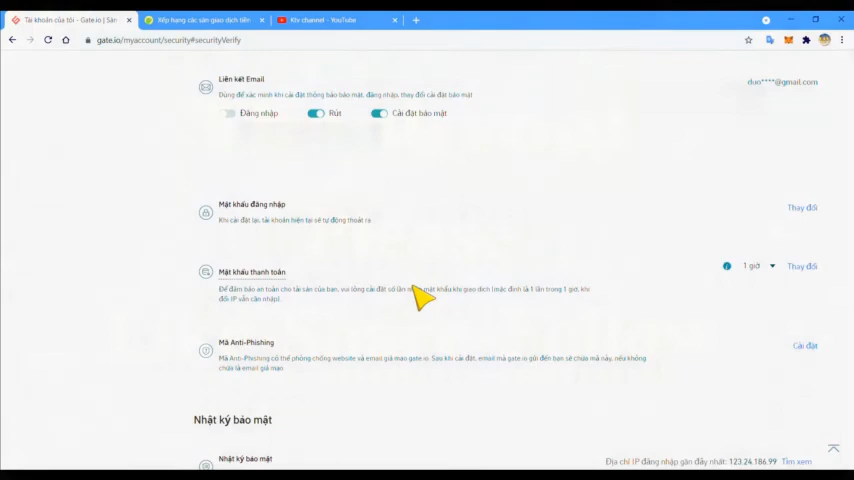 Tài khoản của tôi - Gate.io | Sàn
Xếp hạng các sàn giao dịch tiền
Khr channel - YouTube
gate.io/myaccount/security#securityVerify
Liên kết Email
duo****@gmail.com
Dùng để xác minh khi cài đặt thông báo bảo mật, đăng nhập, thay đổi cài đặt bảo mật
Đăng nhập
Rút
Cài đặt bảo mật
Mật khẩu đăng nhập
Thay đổi
Khi cài đặt lại, tài khoản hiện tại sẽ tự động thoát ra
Mật khẩu thanh toán
1 giờ
Thay đổi
Để đảm bảo an toàn cho tài sản của bạn, vui lòng cài đặt số lần mật khẩu khi giao dịch (mặc định là 1 lần trong 1 giờ, khi
đổi IP vẫn cần nhập).
Mã Anti-Phishing
Cài đặt
Mã Anti-Phishing có thể phòng chống website và email giả mạo gate.io. Sau khi cài đặt, email mà gate.io gửi đến bạn sẽ chứa mã này, nếu không
chứa là email giả mạo
Nhật ký bảo mật
Nhật ký bảo mật
Địa chỉ IP đăng nhập gần đây nhất: 123.24.186.99 Tìm xem